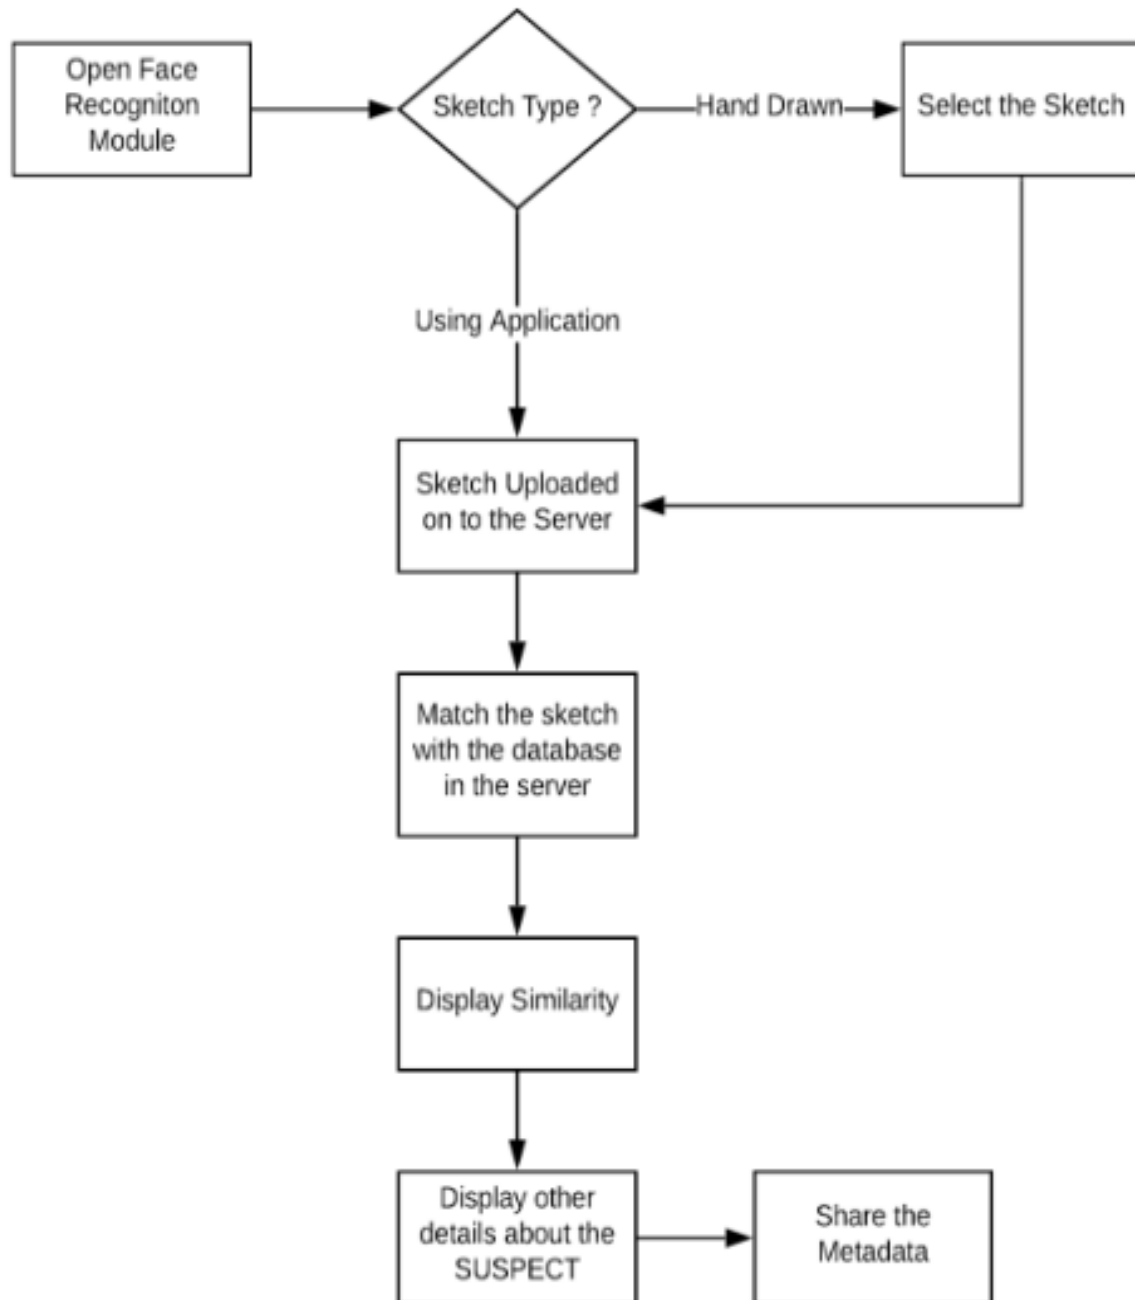 Open Face
Recogniton
Module
Sketch Type ?
Hand Drawn
Select the Sketch
Using Application
Sketch Uploaded
on to the Server
Match the sketch
with the database
in the server
Display Similarity
Display other
details about the
SUSPECT
Share the
Metadata